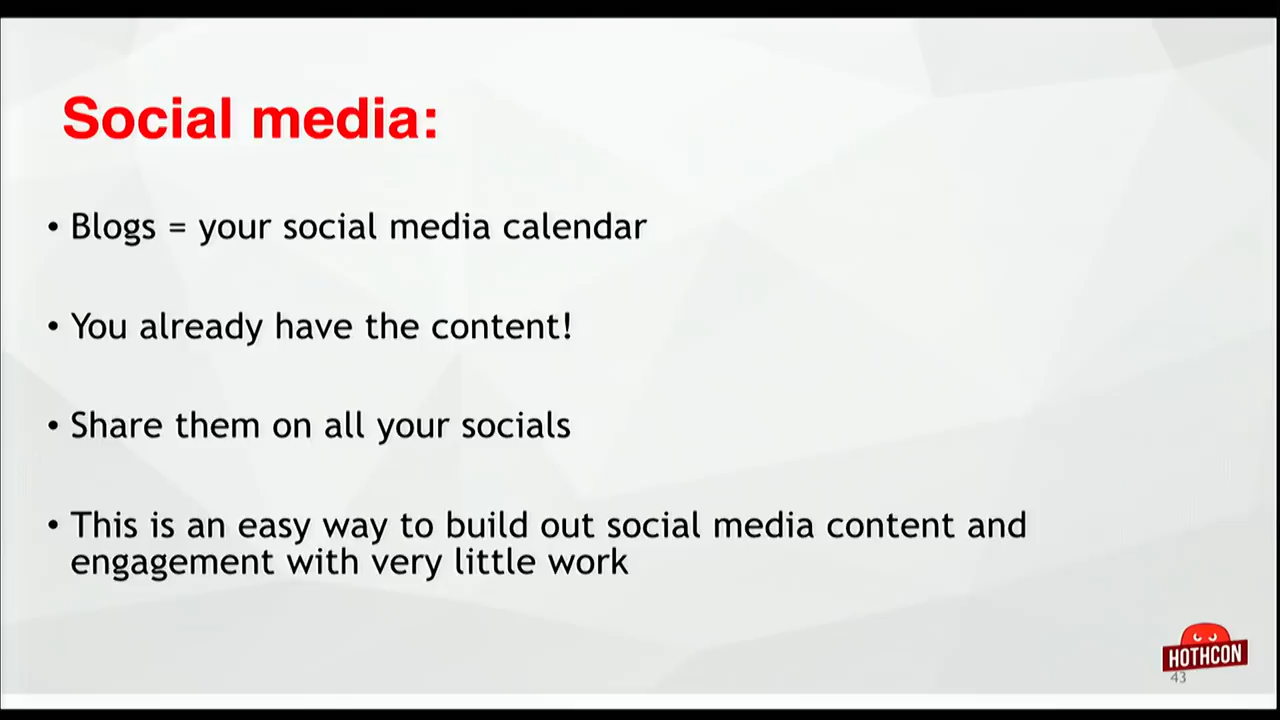 Social media:
• Blogs = your social media calendar
• You already have the content!
• Share them on all your socials
• This is an easy way to build out social media content and
engagement with very little work
HOTHCON
43